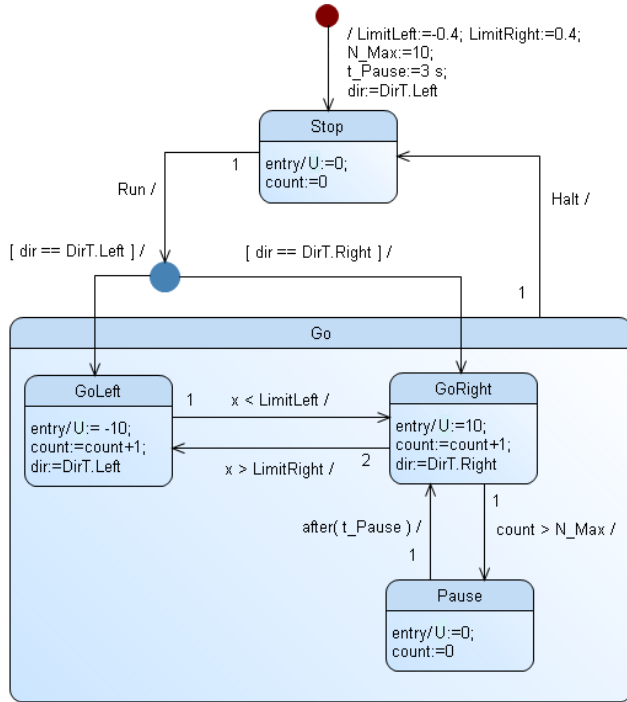 / LimitLeft:=-0.4; LimitRight:=0.4;
N_Max:=10;
t_Pause:=3 s;
dir:=DirT.Left
Stop
entry/U:=0;
count:=0
1
Run /
Halt /
[ dir == DirT.Left ] /
[ dir == DirT.Right ] /
1
Go
GoLeft
entry/U:= -10;
count:=count+1;
dir:=DirT.Left
1
x < LimitLeft /
GoRight
entry/U:=10;
count:=count+1;
dir:=DirT.Right
x > LimitRight /
2
after( t_Pause ) /
1
1
count > N_Max /
Pause
entry/U:=0;
count:=0